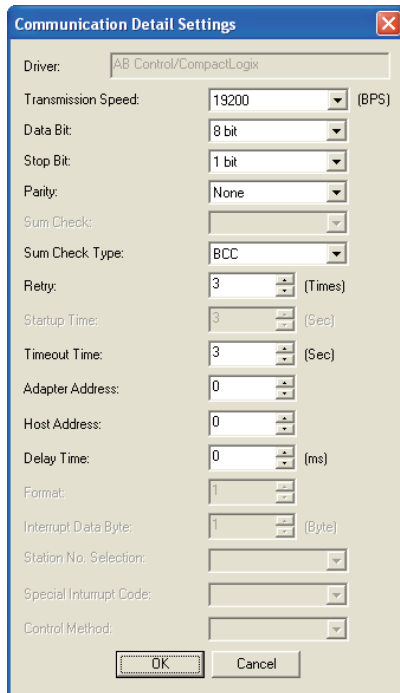 Communication Detail Settings
Driver: AB Control/CompactLogix
Transmission Speed: 19200 (BPS)
Data Bit: 8 bit
Stop Bit: 1 bit
Parity: None
Sum Check:
Sum Check Type: BCC
Retry: 3 (Times)
Startup Time: 3 (Sec)
Timeout Time: 3 (Sec)
Adapter Address: 0
Host Address: 0
Delay Time: 0 (ms)
Format: 1
Interrupt Data Byte: 1 (Byte)
Station No. Selection:
Special Inturrupt Code:
Control Method:
OK Cancel